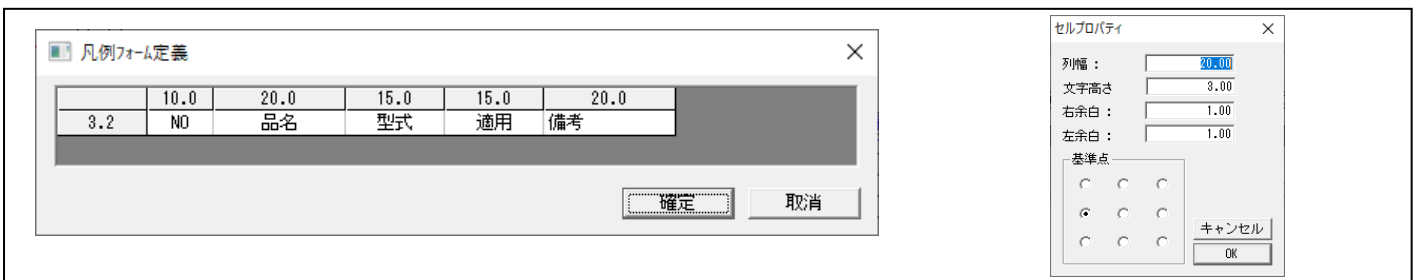 凡例フォーム定義
10.0 20.0 15.0 15.0 20.0
3.2 NO 品名 型式 適用 備考
確定 取消
セルプロパティ
列幅： 20.00
文字高さ 3.00
右余白： 1.00
左余白： 1.00
基準点
キャンセル
OK